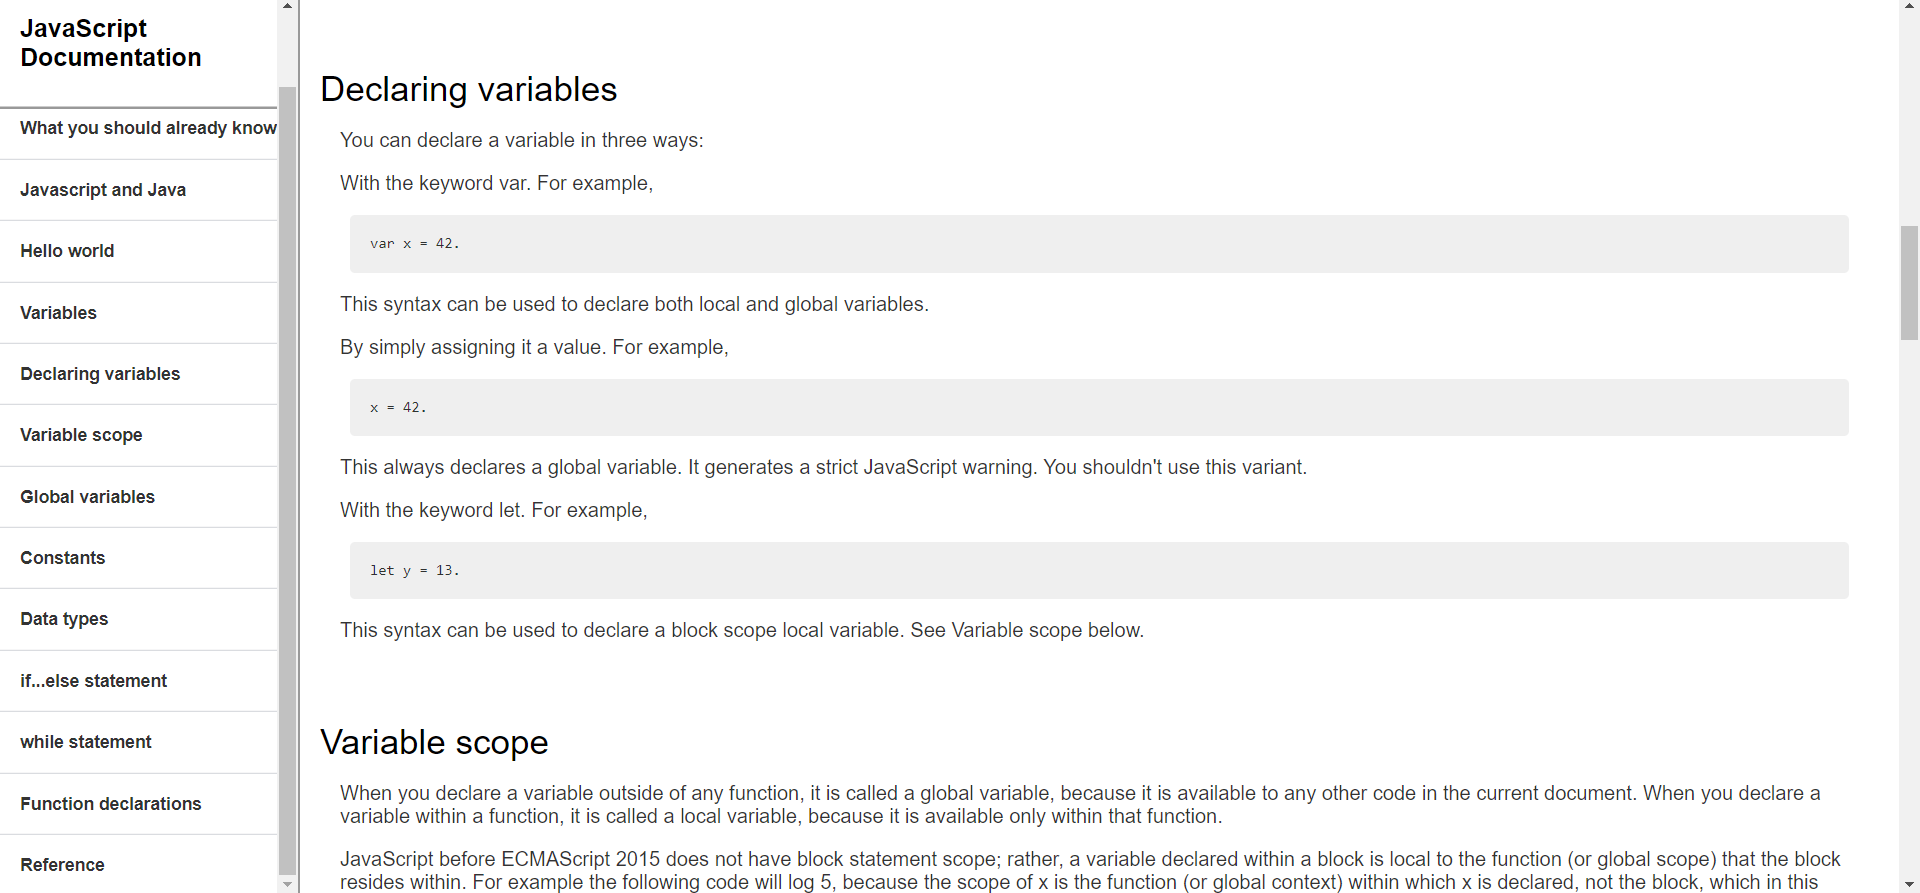 JavaScript
Documentation
What you should already know
Javascript and Java
Hello world
Variables
Declaring variables
Variable scope
Global variables
Constants
Data types
if...else statement
while statement
Function declarations
Reference
Declaring variables
You can declare a variable in three ways:
With the keyword var. For example,
var x = 42.
This syntax can be used to declare both local and global variables.
By simply assigning it a value. For example,
x = 42.
This always declares a global variable. It generates a strict JavaScript warning. You shouldn't use this variant.
With the keyword let. For example,
let y = 13.
This syntax can be used to declare a block scope local variable. See Variable scope below.
Variable scope
When you declare a variable outside of any function, it is called a global variable, because it is available to any other code in the current document. When you declare a
variable within a function, it is called a local variable, because it is available only within that function.
JavaScript before ECMAScript 2015 does not have block statement scope; rather, a variable declared within a block is local to the function (or global scope) that the block
resides within. For example the following code will log 5, because the scope of x is the function (or global context) within which x is declared, not the block, which in this